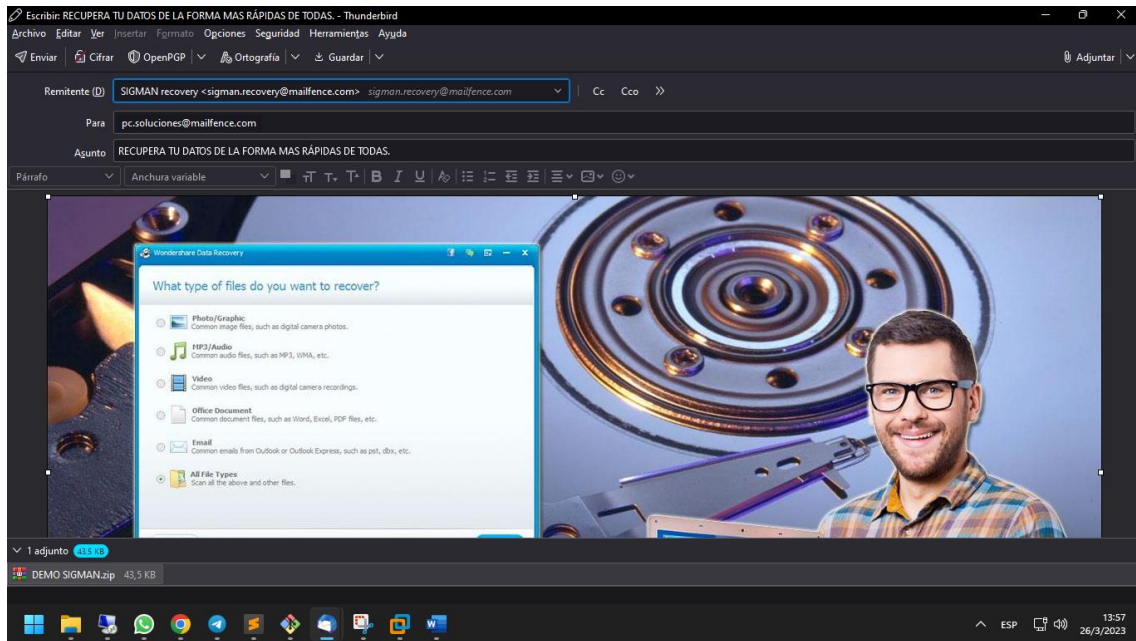 Escribir: RECUPERA TU DATOS DE LA FORMA MAS RÁPIDAS DE TODAS. - Thunderbird
Archivo Editar Ver Insertar Formato Opciones Seguridad Herramientas Ayuda
Enviar Cifrar OpenPGP Ortografía Guardar Adjuntar
Remitente (D) SIGMAN recovery <sigman.recovery@mailfence.com> sigman.recovery@mailfence.com Cc Cco
Para pc.soluciones@mailfence.com
Asunto RECUPERA TU DATOS DE LA FORMA MAS RÁPIDAS DE TODAS.
Párrafo Anchura variable
Wondershare Data Recovery
What type of files do you want to recover?
Photo/Graphic
Common image files, such as digital camera photos.
MP3/Audio
Common audio files, such as MP3, WMA, etc.
Video
Common video files, such as digital camera recordings.
Office Document
Common document files, such as Word, Excel, PDF files, etc.
Email
Common emails from Outlook or Outlook Express, such as pst, dbx, etc.
All File Types
Scan all the above and other files.
1 adjunto 43,5 KB
DEMO SIGMAN.zip 43,5 KB
ESP 13:57
26/3/2023